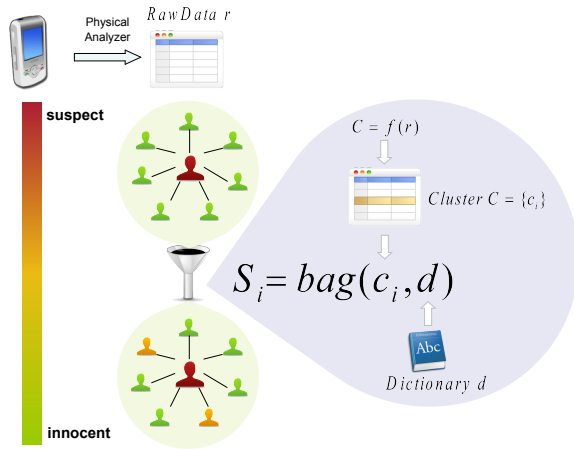 Physical
Analyzer
RawData r
suspect
C = f(r)
Cluster C = {c_i}
S_i = bag(c_i, d)
Abc
Dictionary d
innocent